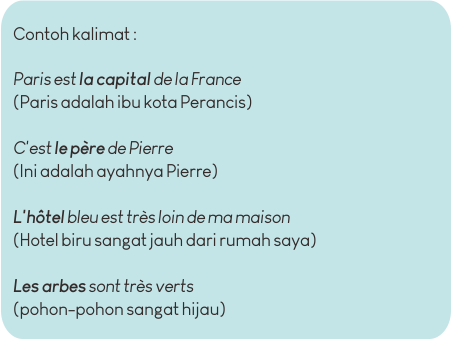 Contoh kalimat :
Paris est la capital de la France
(Paris adalah ibu kota Perancis)
C'est le père de Pierre
(Ini adalah ayahnya Pierre)
L'hôtel bleu est très loin de ma maison
(Hotel biru sangat jauh dari rumah saya)
Les arbes sont très verts
(pohon-pohon sangat hijau)